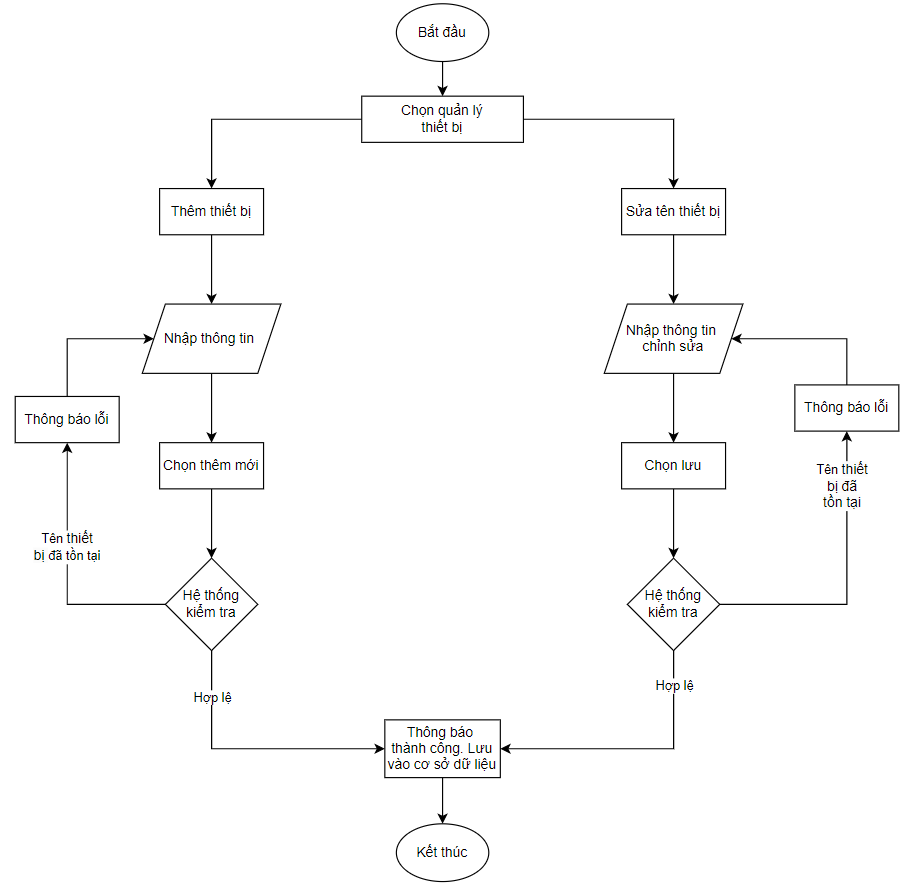 Bắt đầu
Chọn quản lý
thiết bị
Thêm thiết bị
Sửa tên thiết bị
Nhập thông tin
Nhập thông tin
chỉnh sửa
Thông báo lỗi
Thông báo lỗi
Chọn thêm mới
Chọn lưu
Tên thiết
bị đã
tồn tại
Tên thiết
bị đã tồn tại
Hệ thống
kiểm tra
Hệ thống
kiểm tra
Hợp lệ
Hợp lệ
Thông báo
thành công. Lưu
vào cơ sở dữ liệu
Kết thúc